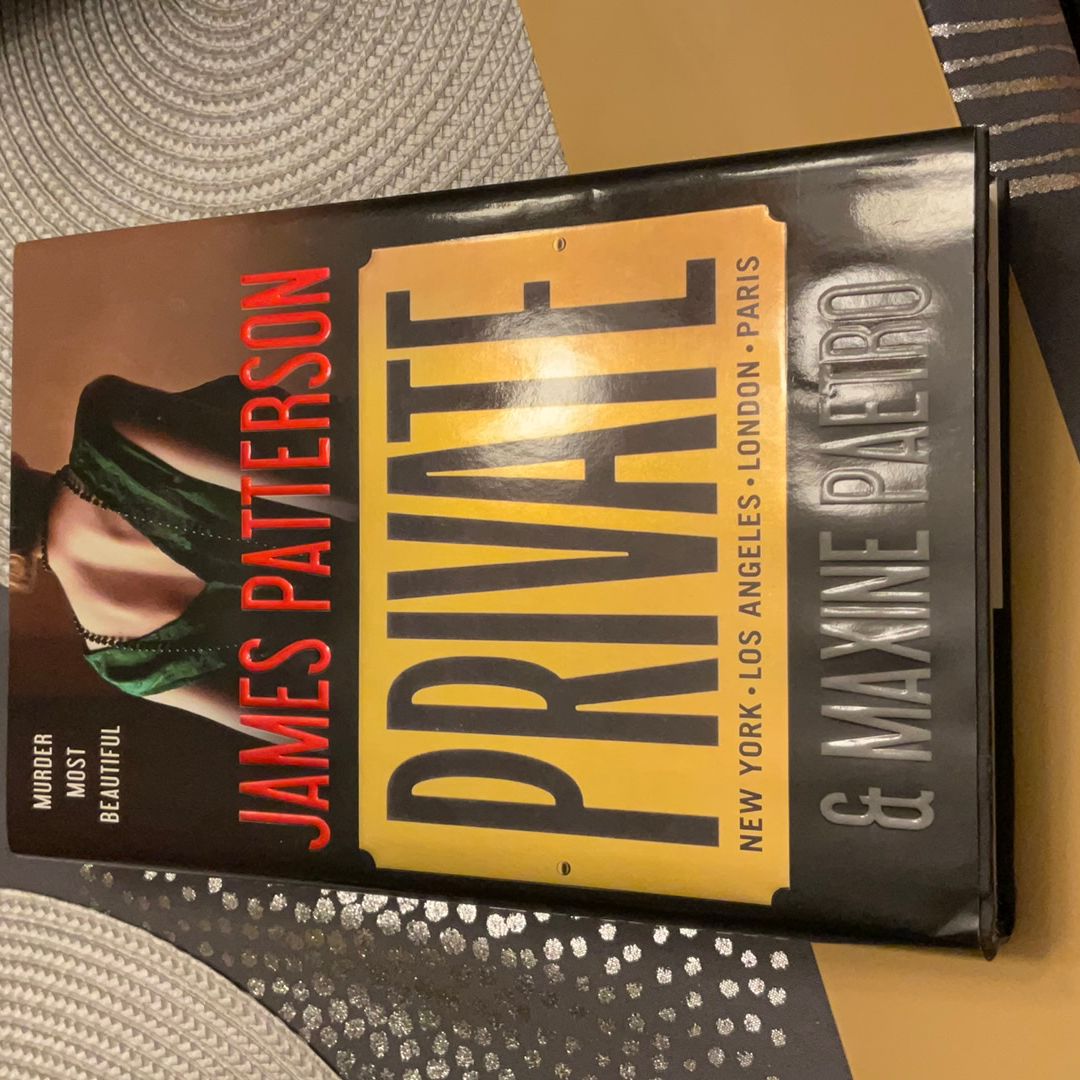 MURDER
MOST
BEAUTIFUL
JAMES PATTERSON
PRIVATE
NEW YORK • LOS ANGELES • LONDON • PARIS
& MAXINE PAETRO